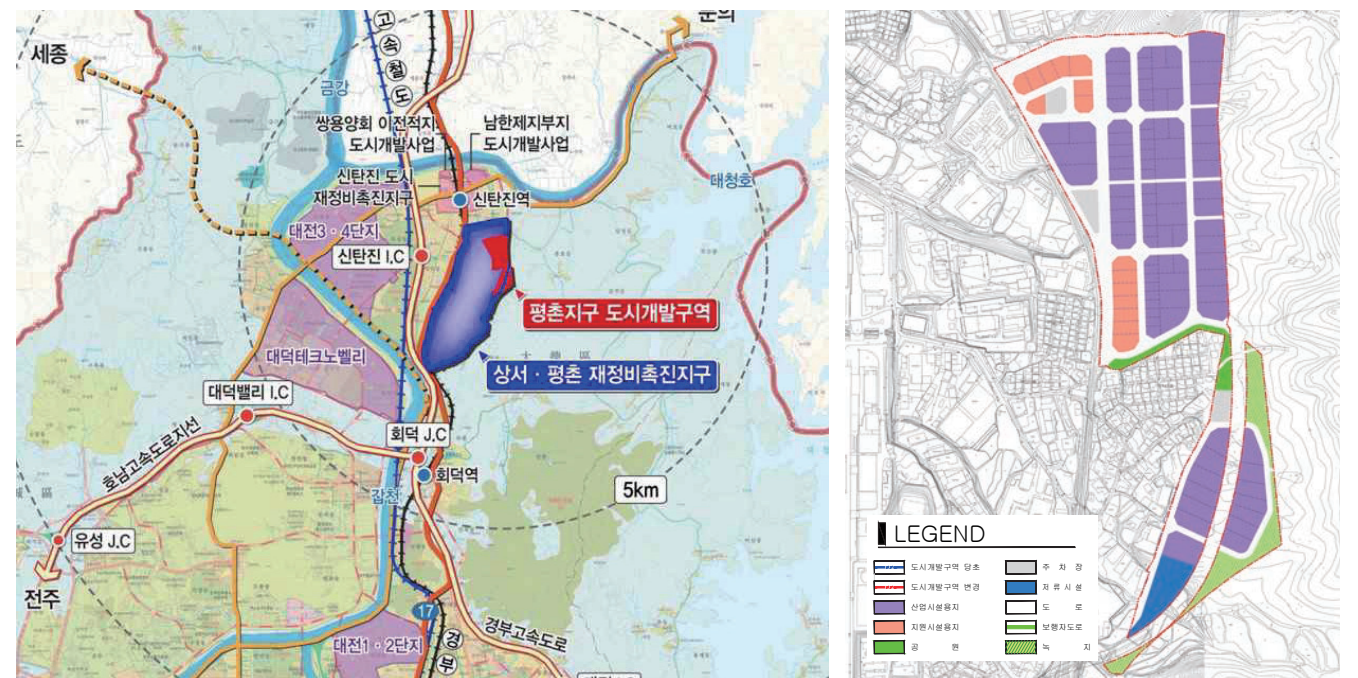 문의
세종
고속철도
금강
쌍용양회 이전적지
도시개발사업
남한제지부지
도시개발사업
신탄진 도시
재정비촉진지구
신탄진역
대청호
대전3·4단지
신탄진 I.C
평촌지구 도시개발구역
대덕테크노벨리
상서·평촌 재정비촉진지구
대덕밸리 I.C
회덕 J.C
호남고속도로지선
회덕역
갑천
5km
유성 J.C
전주
17
경부고속도로
대전1·2단지
경부
LEGEND
도시개발구역 당초
주 차 장
도시개발구역 변경
저 류 시 설
산업시설용지
도 로
지원시설용지
보행자도로
공 원
녹 지